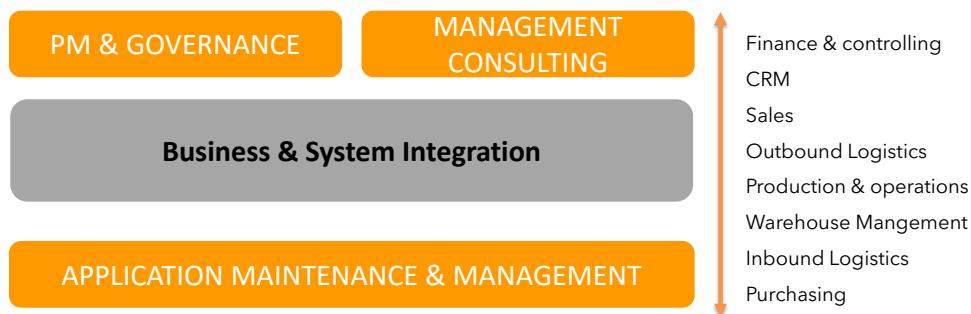 PM & GOVERNANCE
MANAGEMENT
CONSULTING
Business & System Integration
APPLICATION MAINTENANCE & MANAGEMENT
Finance & controlling
CRM
Sales
Outbound Logistics
Production & operations
Warehouse Mangement
Inbound Logistics
Purchasing